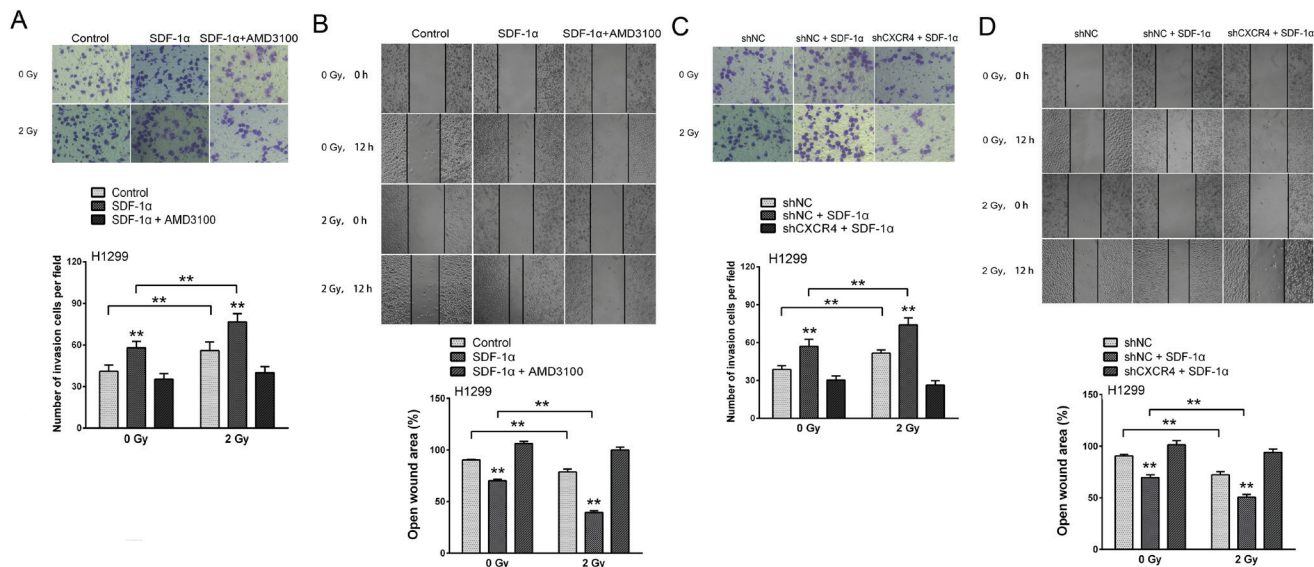 A
Control SDF-1α SDF-1α+AMD3100
0 Gy
2 Gy
Control
SDF-1α
SDF-1α + AMD3100
H1299
Number of invasion cells per field
120
90
60
30
0
**
**
**
**
0 Gy 2 Gy
B
Control SDF-1α SDF-1α+AMD3100
0 Gy, 0 h
0 Gy, 12 h
2 Gy, 0 h
2 Gy, 12 h
Control
SDF-1α
SDF-1α + AMD3100
H1299
Open wound area (%)
150
100
50
0
**
**
**
**
0 Gy 2 Gy
C
shNC shNC + SDF-1α shCXCR4 + SDF-1α
0 Gy
2 Gy
shNC
shNC + SDF-1α
shCXCR4 + SDF-1α
H1299
Number of invasion cells per field
120
90
60
30
0
**
**
**
**
0 Gy 2 Gy
D
shNC shNC + SDF-1α shCXCR4 + SDF-1α
0 Gy, 0 h
0 Gy, 12 h
2 Gy, 0 h
2 Gy, 12 h
shNC
shNC + SDF-1α
shCXCR4 + SDF-1α
H1299
Open wound area (%)
150
100
50
0
**
**
**
**
0 Gy 2 Gy